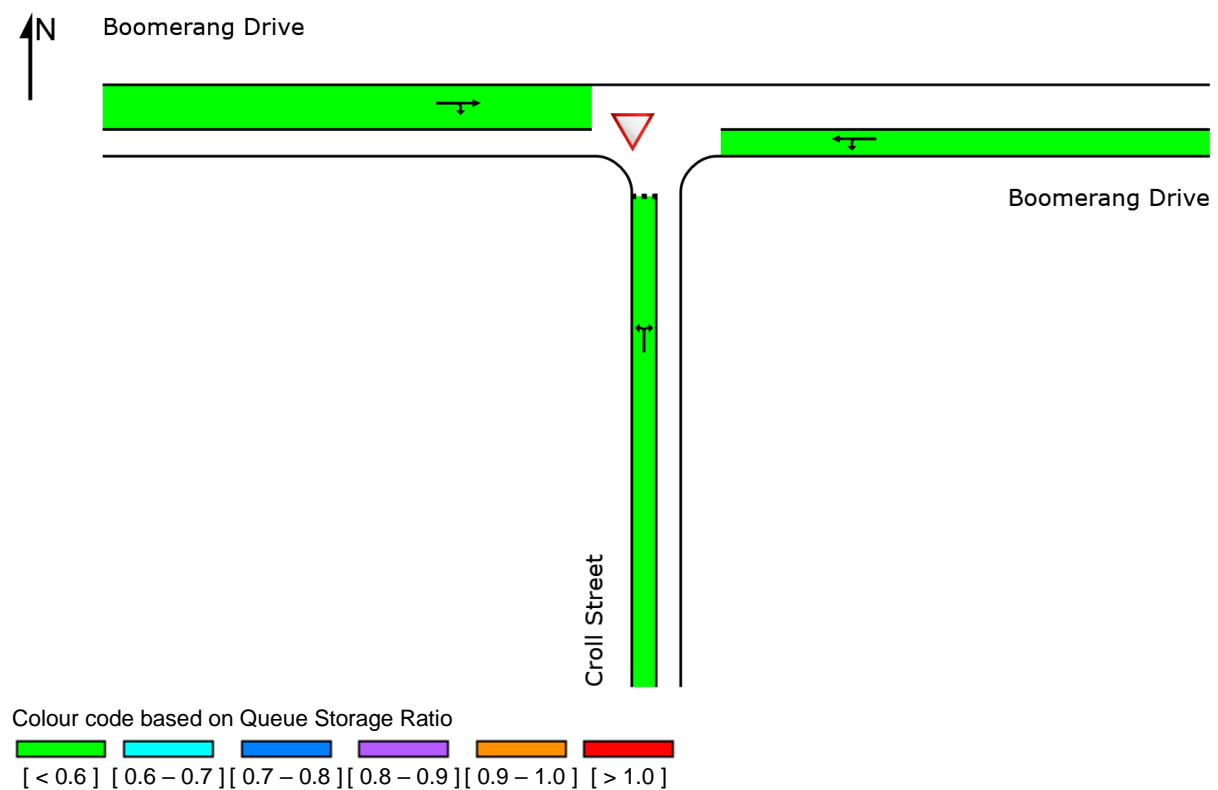 N
Boomerang Drive
Boomerang Drive
Croll Street
Colour code based on Queue Storage Ratio
[ < 0.6 ] [ 0.6 – 0.7 ] [ 0.7 – 0.8 ] [ 0.8 – 0.9 ] [ 0.9 – 1.0 ] [ > 1.0 ]